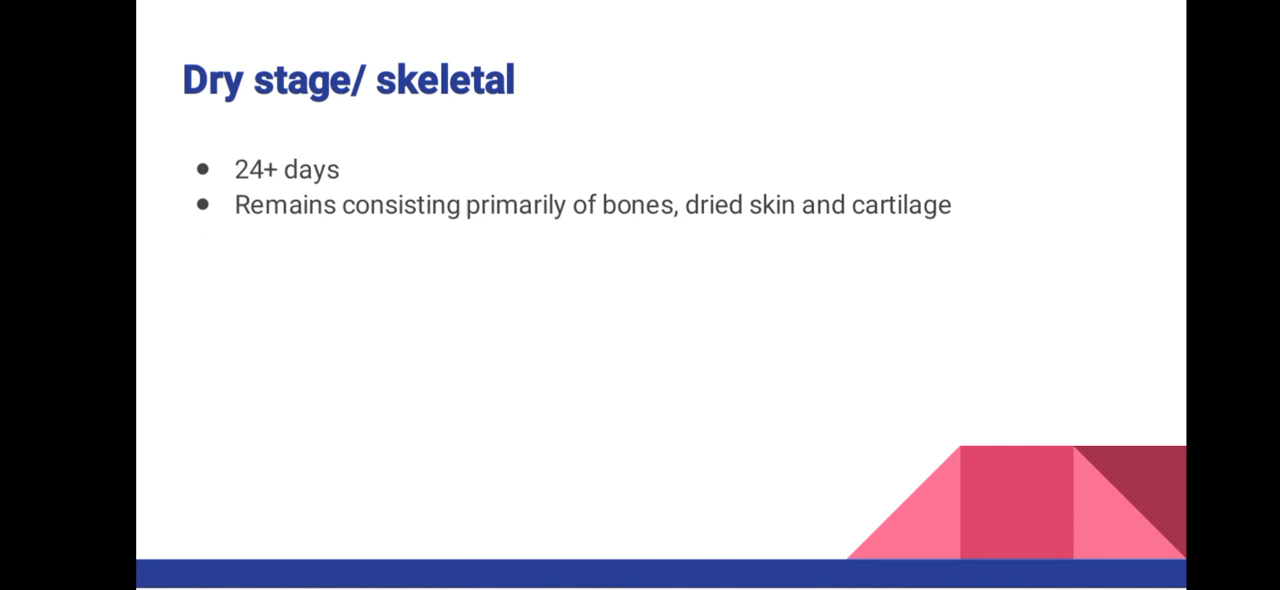 Dry stage/ skeletal
● 24+ days
● Remains consisting primarily of bones, dried skin and cartilage